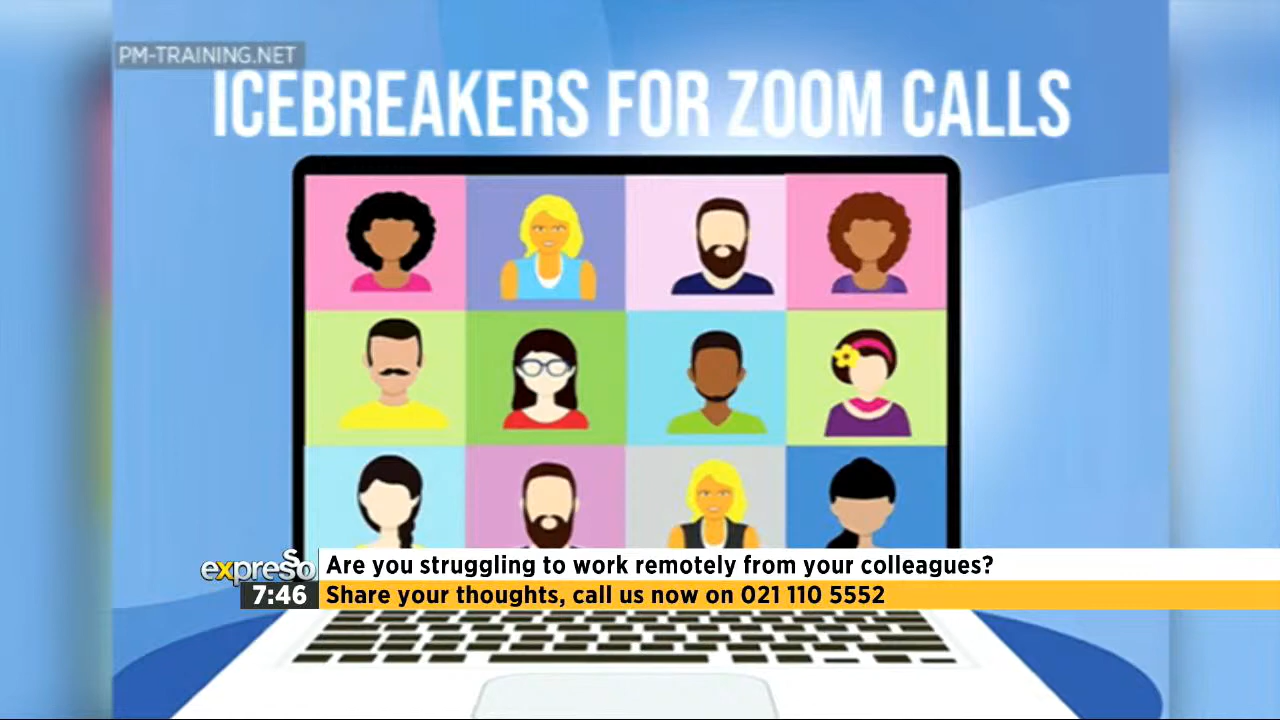 PM-TRAINING.NET
ICEBREAKERS FOR ZOOM CALLS
expresso
Are you struggling to work remotely from your colleagues?
7:46
Share your thoughts, call us now on 021 110 5552